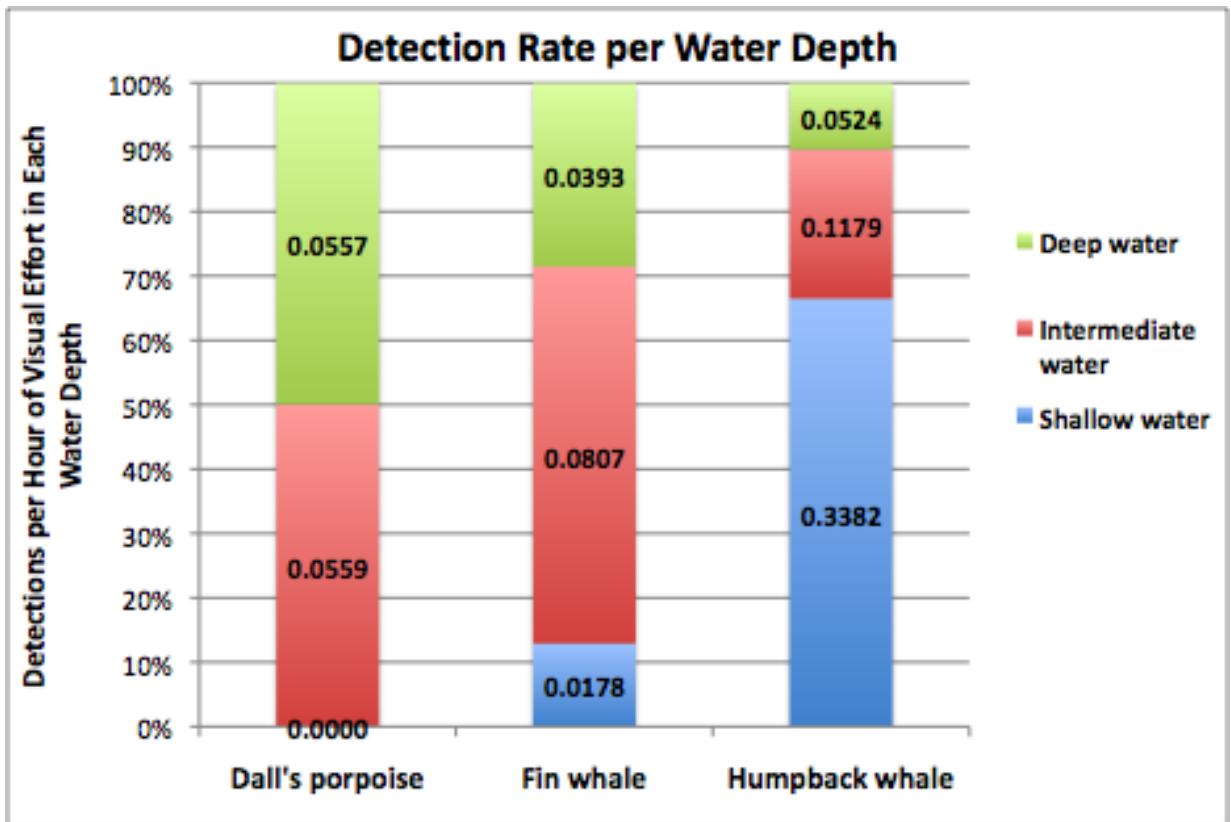 Detection Rate per Water Depth
Detections per Hour of Visual Effort in Each
Water Depth
100%
90%
80%
70%
60%
50%
40%
30%
20%
10%
0%
0.0557
0.0559
0.0000
0.0393
0.0807
0.0178
0.0524
0.1179
0.3382
Dall's porpoise
Fin whale
Humpback whale
Deep water
Intermediate
water
Shallow water